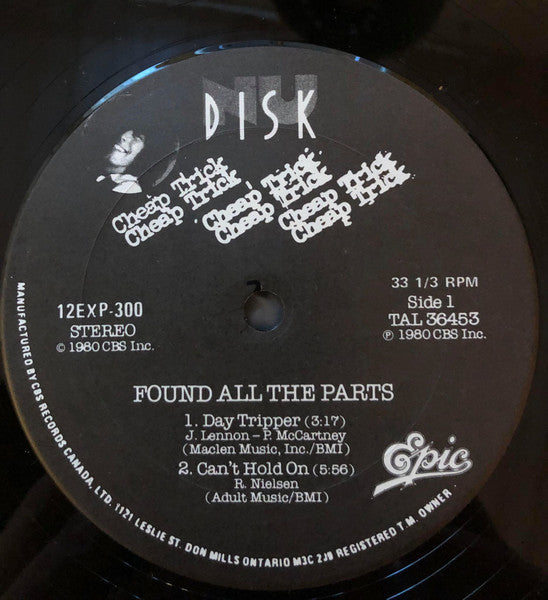 NU
DISK
Cheap Trick Cheap Trick Cheap Trick
Cheap Trick Cheap Trick Cheap Trick
12EXP-300
STEREO
© 1980 CBS Inc.
33 1/3 RPM
Side 1
TAL 36453
℗ 1980 CBS Inc.
FOUND ALL THE PARTS
1. Day Tripper (3:17)
J. Lennon – P. McCartney
(Maclen Music, Inc./BMI)
2. Can't Hold On (5:56)
R. Nielsen
(Adult Music/BMI)
Epic
MANUFACTURED BY CBS RECORDS CANADA, LTD. 1121 LESLIE ST. DON MILLS ONTARIO M3C 2J9 REGISTERED T.M. OWNER